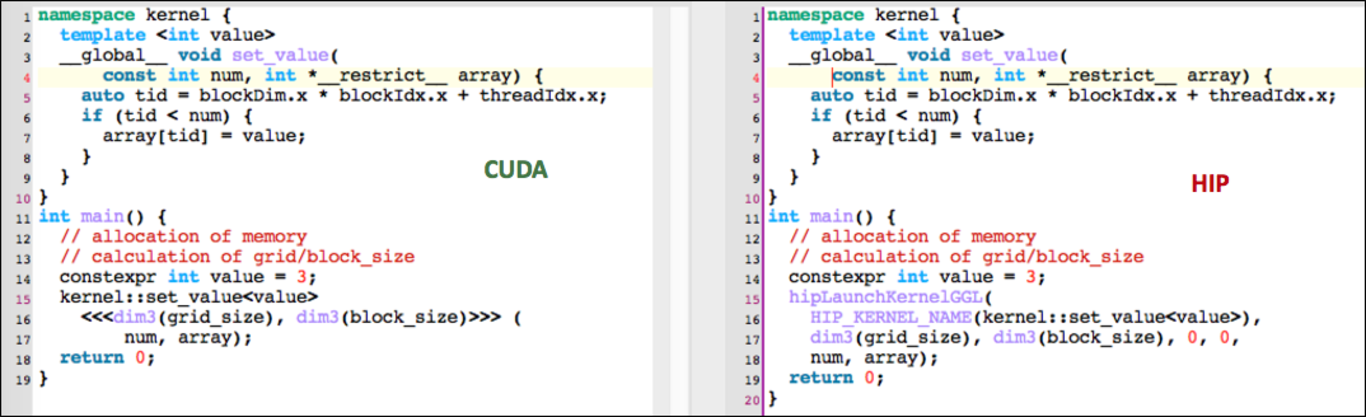 1 namespace kernel {
2 template <int value>
3 __global__ void set_value(
4 const int num, int *__restrict__ array) {
5 auto tid = blockDim.x * blockIdx.x + threadIdx.x;
6 if (tid < num) {
7 array[tid] = value;
8 }
9 }
10 }
11 int main() {
12 // allocation of memory
13 // calculation of grid/block_size
14 constexpr int value = 3;
15 kernel::set_value<value>
16 <<<dim3(grid_size), dim3(block_size)>>> (
17 num, array);
18 return 0;
19 }
CUDA
1 namespace kernel {
2 template <int value>
3 __global__ void set_value(
4 const int num, int *__restrict__ array) {
5 auto tid = blockDim.x * blockIdx.x + threadIdx.x;
6 if (tid < num) {
7 array[tid] = value;
8 }
9 }
10 }
11 int main() {
12 // allocation of memory
13 // calculation of grid/block_size
14 constexpr int value = 3;
15 hipLaunchKernelGGL(
16 HIP_KERNEL_NAME(kernel::set_value<value>),
17 dim3(grid_size), dim3(block_size), 0, 0,
18 num, array);
19 return 0;
20 }
HIP